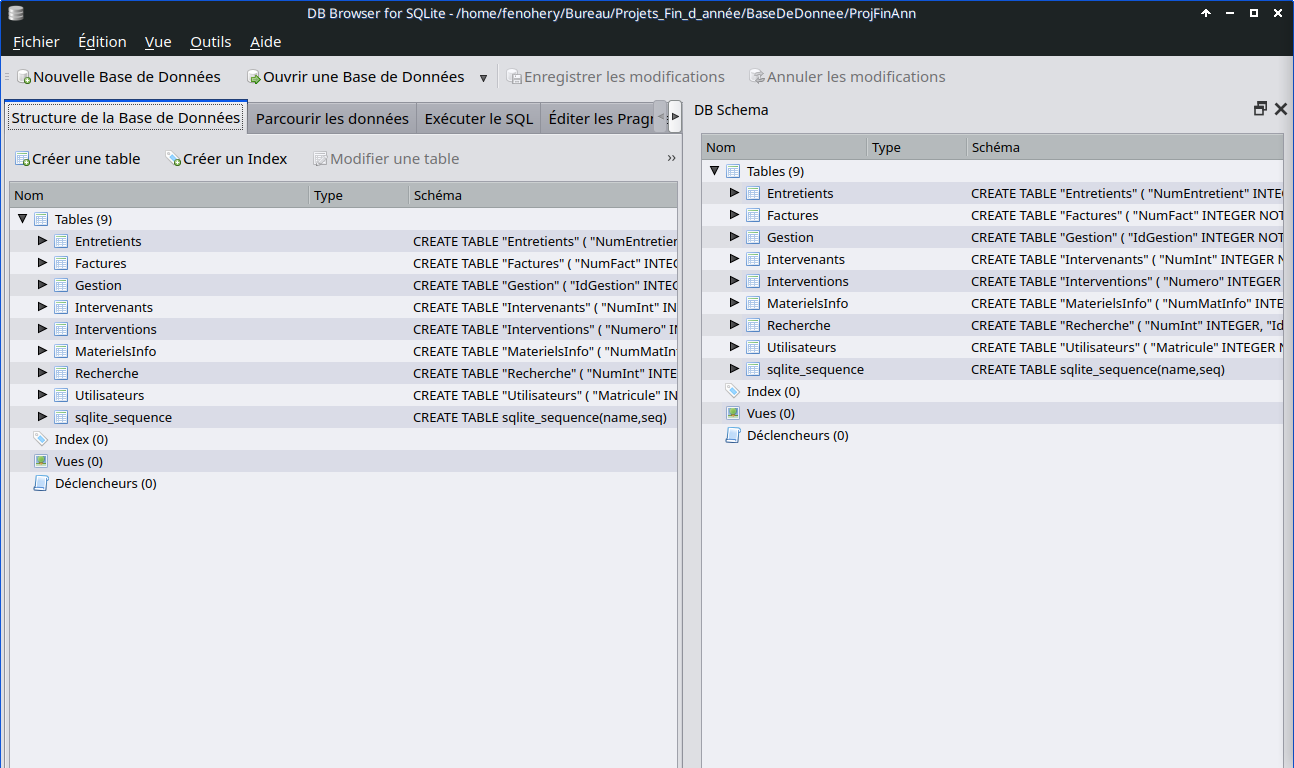 DB Browser for SQLite - /home/fenohery/Bureau/Projets_Fin_d_année/BaseDeDonnee/ProjFinAnn
Fichier Édition Vue Outils Aide
Nouvelle Base de Données Ouvrir une Base de Données Enregistrer les modifications Annuler les modifications
Structure de la Base de Données Parcourir les données Exécuter le SQL Éditer les Pragr
Créer une table Créer un Index Modifier une table »
Nom Type Schéma
Tables (9)
Entretients CREATE TABLE "Entretients" ( "NumEntretier
Factures CREATE TABLE "Factures" ( "NumFact" INTEG
Gestion CREATE TABLE "Gestion" ( "IdGestion" INTEG
Intervenants CREATE TABLE "Intervenants" ( "NumInt" IN
Interventions CREATE TABLE "Interventions" ( "Numero" IN
MaterielsInfo CREATE TABLE "MaterielsInfo" ( "NumMatIn
Recherche CREATE TABLE "Recherche" ( "NumInt" INTE
Utilisateurs CREATE TABLE "Utilisateurs" ( "Matricule" IN
sqlite_sequence CREATE TABLE sqlite_sequence(name,seq)
Index (0)
Vues (0)
Déclencheurs (0)
DB Schema
Nom Type Schéma
Tables (9)
Entretients CREATE TABLE "Entretients" ( "NumEntretient" INTE
Factures CREATE TABLE "Factures" ( "NumFact" INTEGER NOT
Gestion CREATE TABLE "Gestion" ( "IdGestion" INTEGER NOT
Intervenants CREATE TABLE "Intervenants" ( "NumInt" INTEGER N
Interventions CREATE TABLE "Interventions" ( "Numero" INTEGER
MaterielsInfo CREATE TABLE "MaterielsInfo" ( "NumMatInfo" INTE
Recherche CREATE TABLE "Recherche" ( "NumInt" INTEGER, "Id
Utilisateurs CREATE TABLE "Utilisateurs" ( "Matricule" INTEGER N
sqlite_sequence CREATE TABLE sqlite_sequence(name,seq)
Index (0)
Vues (0)
Déclencheurs (0)